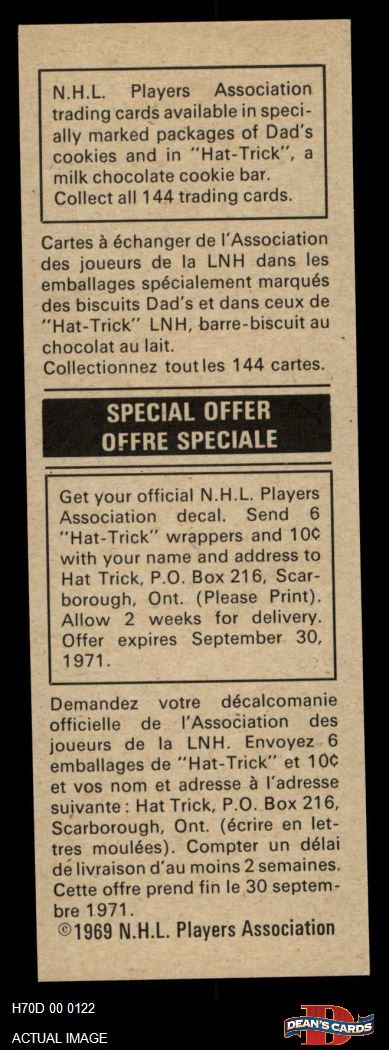 N.H.L. Players Association
trading cards available in speci-
ally marked packages of Dad's
cookies and in "Hat-Trick", a
milk chocolate cookie bar.
Collect all 144 trading cards.
Cartes à échanger de l'Association
des joueurs de la LNH dans les
emballages spécialement marqués
des biscuits Dad's et dans ceux de
"Hat-Trick" LNH, barre-biscuit au
chocolat au lait.
Collectionnez toutles 144 cartes.
SPECIAL OFFER
OFFRE SPECIALE
Get your official N.H.L. Players
Association decal. Send 6
"Hat-Trick" wrappers and 10¢
with your name and address to
Hat Trick, P.O. Box 216, Scar-
borough, Ont. (Please Print).
Allow 2 weeks for delivery.
Offer expires September 30,
1971.
Demandez votre décalcomanie
officielle de l'Association des
joueurs de la LNH. Envoyez 6
emballages de "Hat-Trick" et 10¢
et vos nom et adresse à l'adresse
suivante : Hat Trick, P.O. Box 216,
Scarborough, Ont. (écrire en let-
tres moulées). Compter un délai
de livraison d'au moins 2 semaines.
Cette offre prend fin le 30 septem-
bre 1971.
©1969 N.H.L. Players Association
H70D 00 0122
ACTUAL IMAGE
D
DEAN'S CARDS